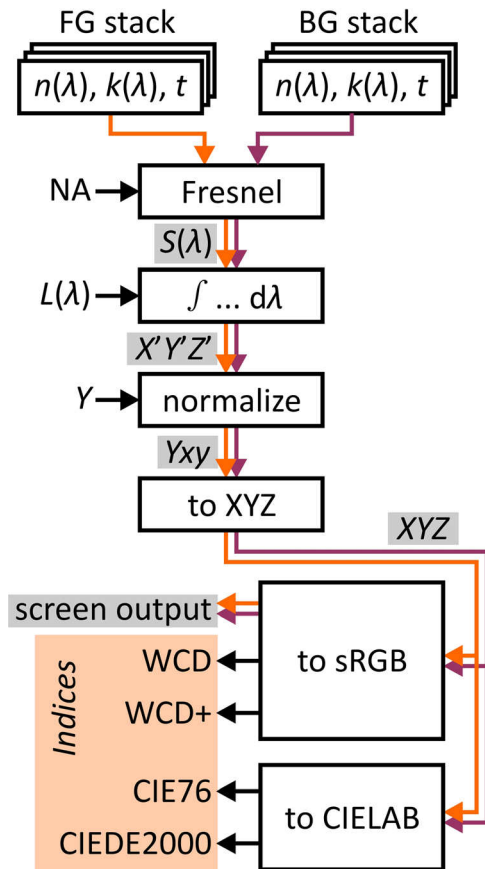 FG stack
BG stack
n(λ), k(λ), t
n(λ), k(λ), t
NA
Fresnel
S(λ)
L(λ)
∫ ... dλ
X'Y'Z'
Y
normalize
Yxy
to XYZ
XYZ
screen output
to sRGB
Indices
WCD
WCD+
CIE76
to CIELAB
CIEDE2000